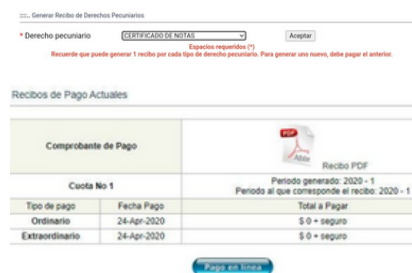 ::::.. Generar Recibo de Derechos Pecuniarios
* Derecho pecuniario CERTIFICADO DE NOTAS Aceptar
Espacios requeridos (*)
Recuerde que puede generar 1 recibo por cada tipo de derecho pecuniario. Para generar uno nuevo, debe pagar el anterior.
Recibos de Pago Actuales
Comprobante de Pago PDF Adobe Recibo PDF
Cuota No 1 Periodo generado: 2020 - 1
Periodo al que corresponde el recibo: 2020 - 1
Tipo de pago Fecha Pago Total a Pagar
Ordinario 24-Apr-2020 $ 0 + seguro
Extraordinario 24-Apr-2020 $ 0 + seguro
Pago en línea